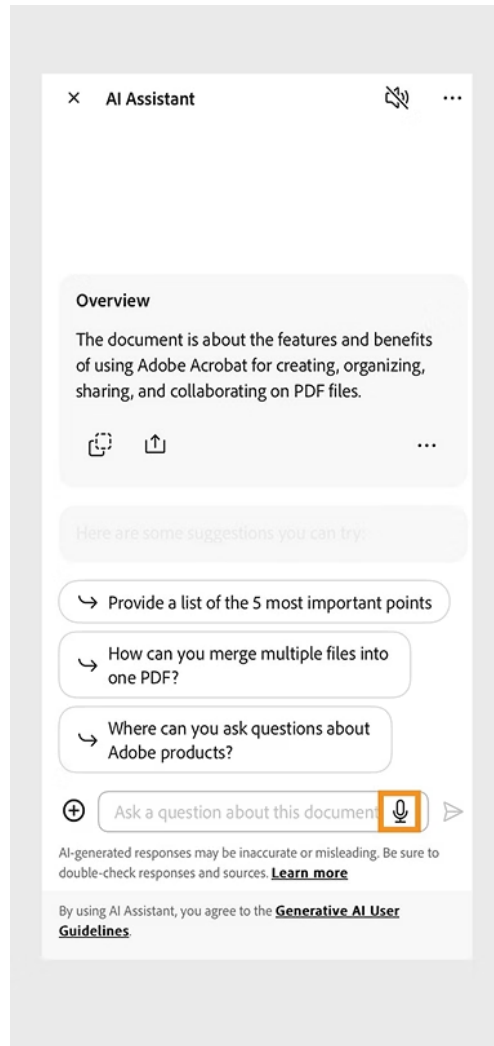 AI Assistant
Overview
The document is about the features and benefits
of using Adobe Acrobat for creating, organizing,
sharing, and collaborating on PDF files.
Here are some suggestions you can try:
Provide a list of the 5 most important points
How can you merge multiple files into
one PDF?
Where can you ask questions about
Adobe products?
Ask a question about this document
AI-generated responses may be inaccurate or misleading. Be sure to
double-check responses and sources. Learn more
By using AI Assistant, you agree to the Generative AI User
Guidelines.